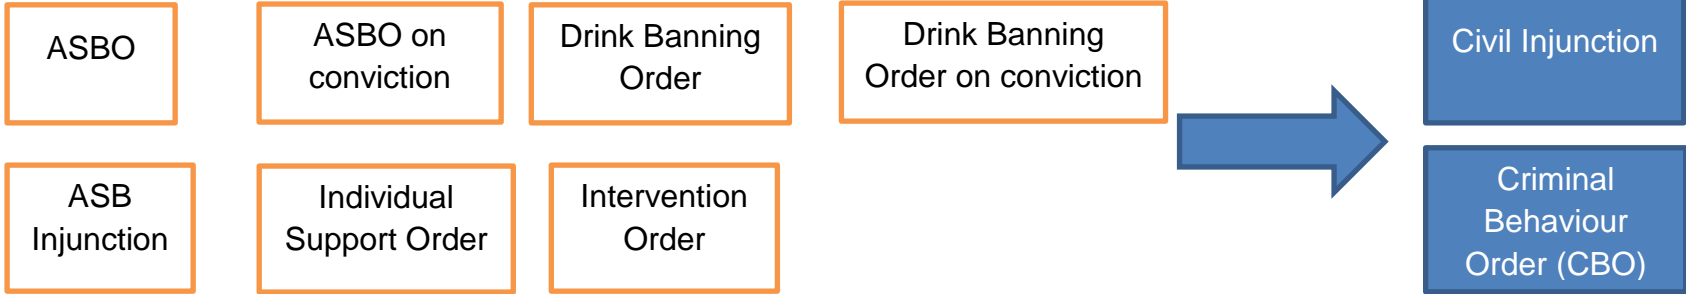 ASBO
ASBO on
conviction
Drink Banning
Order
Drink Banning
Order on conviction
Civil Injunction
ASB
Injunction
Individual
Support Order
Intervention
Order
Criminal
Behaviour
Order (CBO)